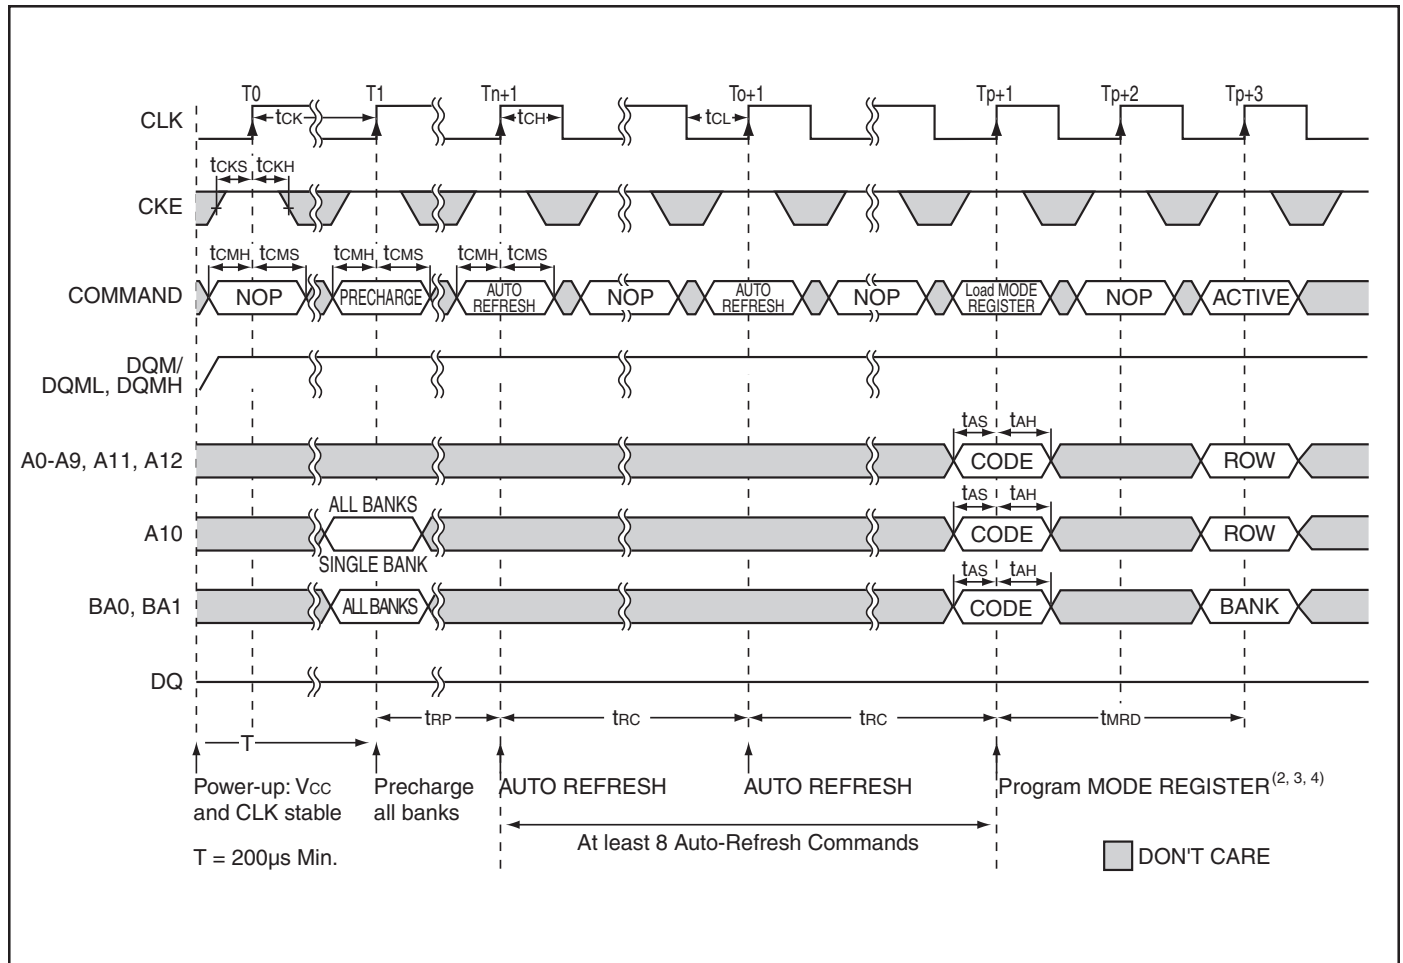 T0 T1 Tn+1 To+1 Tp+1 Tp+2 Tp+3
CLK tCK tCH tCL
tCKS tCKH
CKE
tCMH tCMS tCMH tCMS tCMH tCMS
COMMAND NOP PRECHARGE AUTO REFRESH NOP AUTO REFRESH NOP Load MODE REGISTER NOP ACTIVE
DQM/
DQML, DQMH
tAS tAH
A0-A9, A11, A12 CODE ROW
ALL BANKS tAS tAH
A10 CODE ROW
SINGLE BANK tAS tAH
BA0, BA1 ALL BANKS CODE BANK
DQ
tRP tRC tRC tMRD
T
Power-up: VCC Precharge AUTO REFRESH AUTO REFRESH Program MODE REGISTER(2, 3, 4)
and CLK stable all banks
At least 8 Auto-Refresh Commands
T = 200µs Min. DON'T CARE